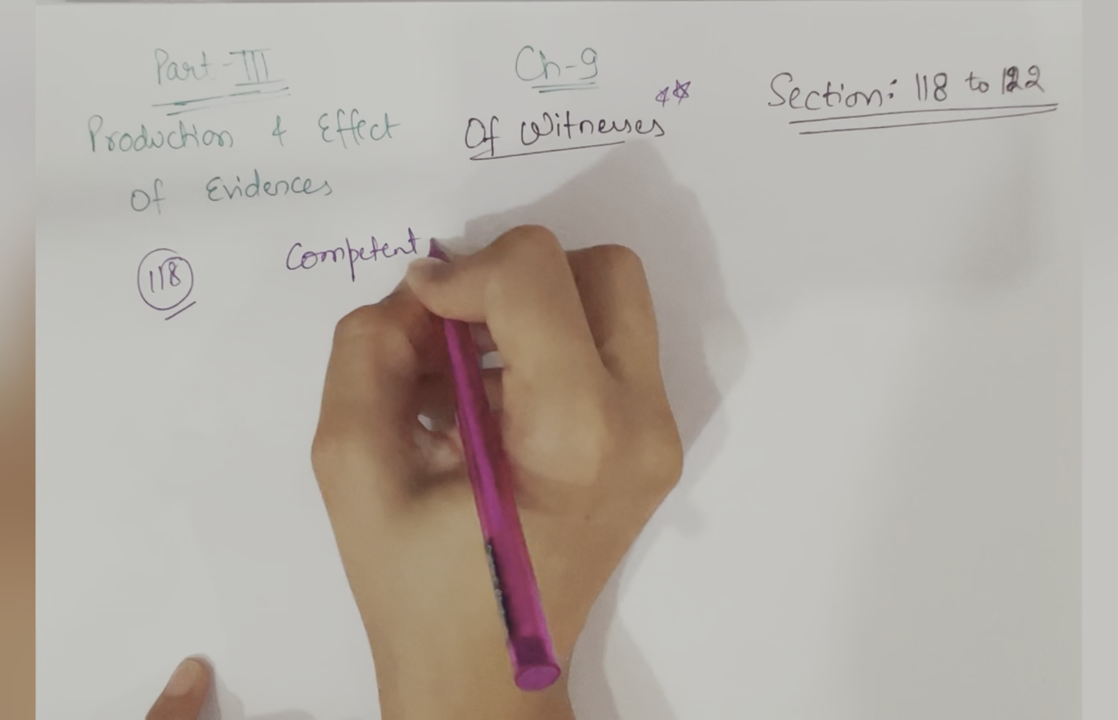 Part-III
Production & Effect
Of Evidences
Ch-9
Of Witnesses
Section: 118 to 122
118
Competent